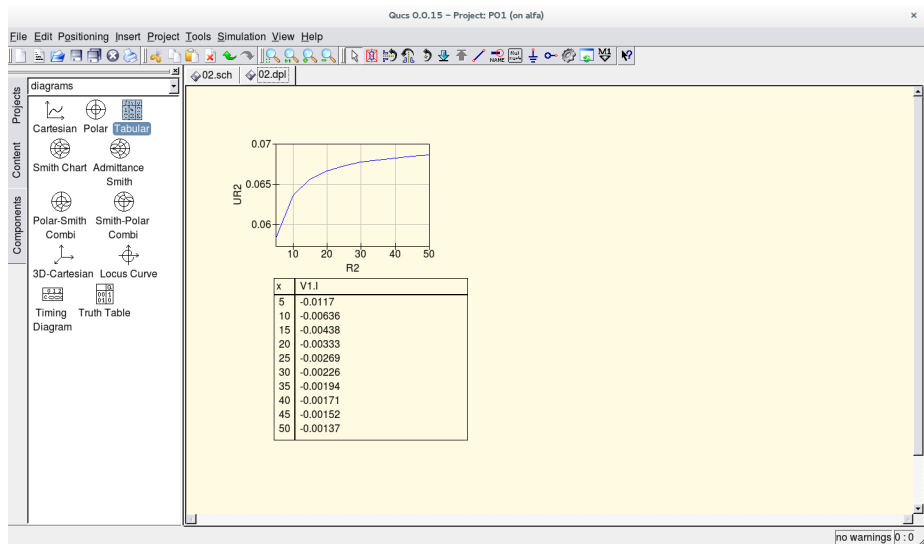 Qucs 0.0.15 – Project: P01 (on alfa)
File Edit Positioning Insert Project Tools Simulation View Help
02.sch 02.dpl
Projects
Content
Components
diagrams
Cartesian Polar Tabular
Smith Chart Admittance
Smith
Polar-Smith Smith-Polar
Combi Combi
3D-Cartesian Locus Curve
Timing Truth Table
Diagram
0.07
0.065
0.06
UR2
10 20 30 40 50
R2
x V1.I
5 -0.0117
10 -0.00636
15 -0.00438
20 -0.00333
25 -0.00269
30 -0.00226
35 -0.00194
40 -0.00171
45 -0.00152
50 -0.00137
no warnings 0 : 0